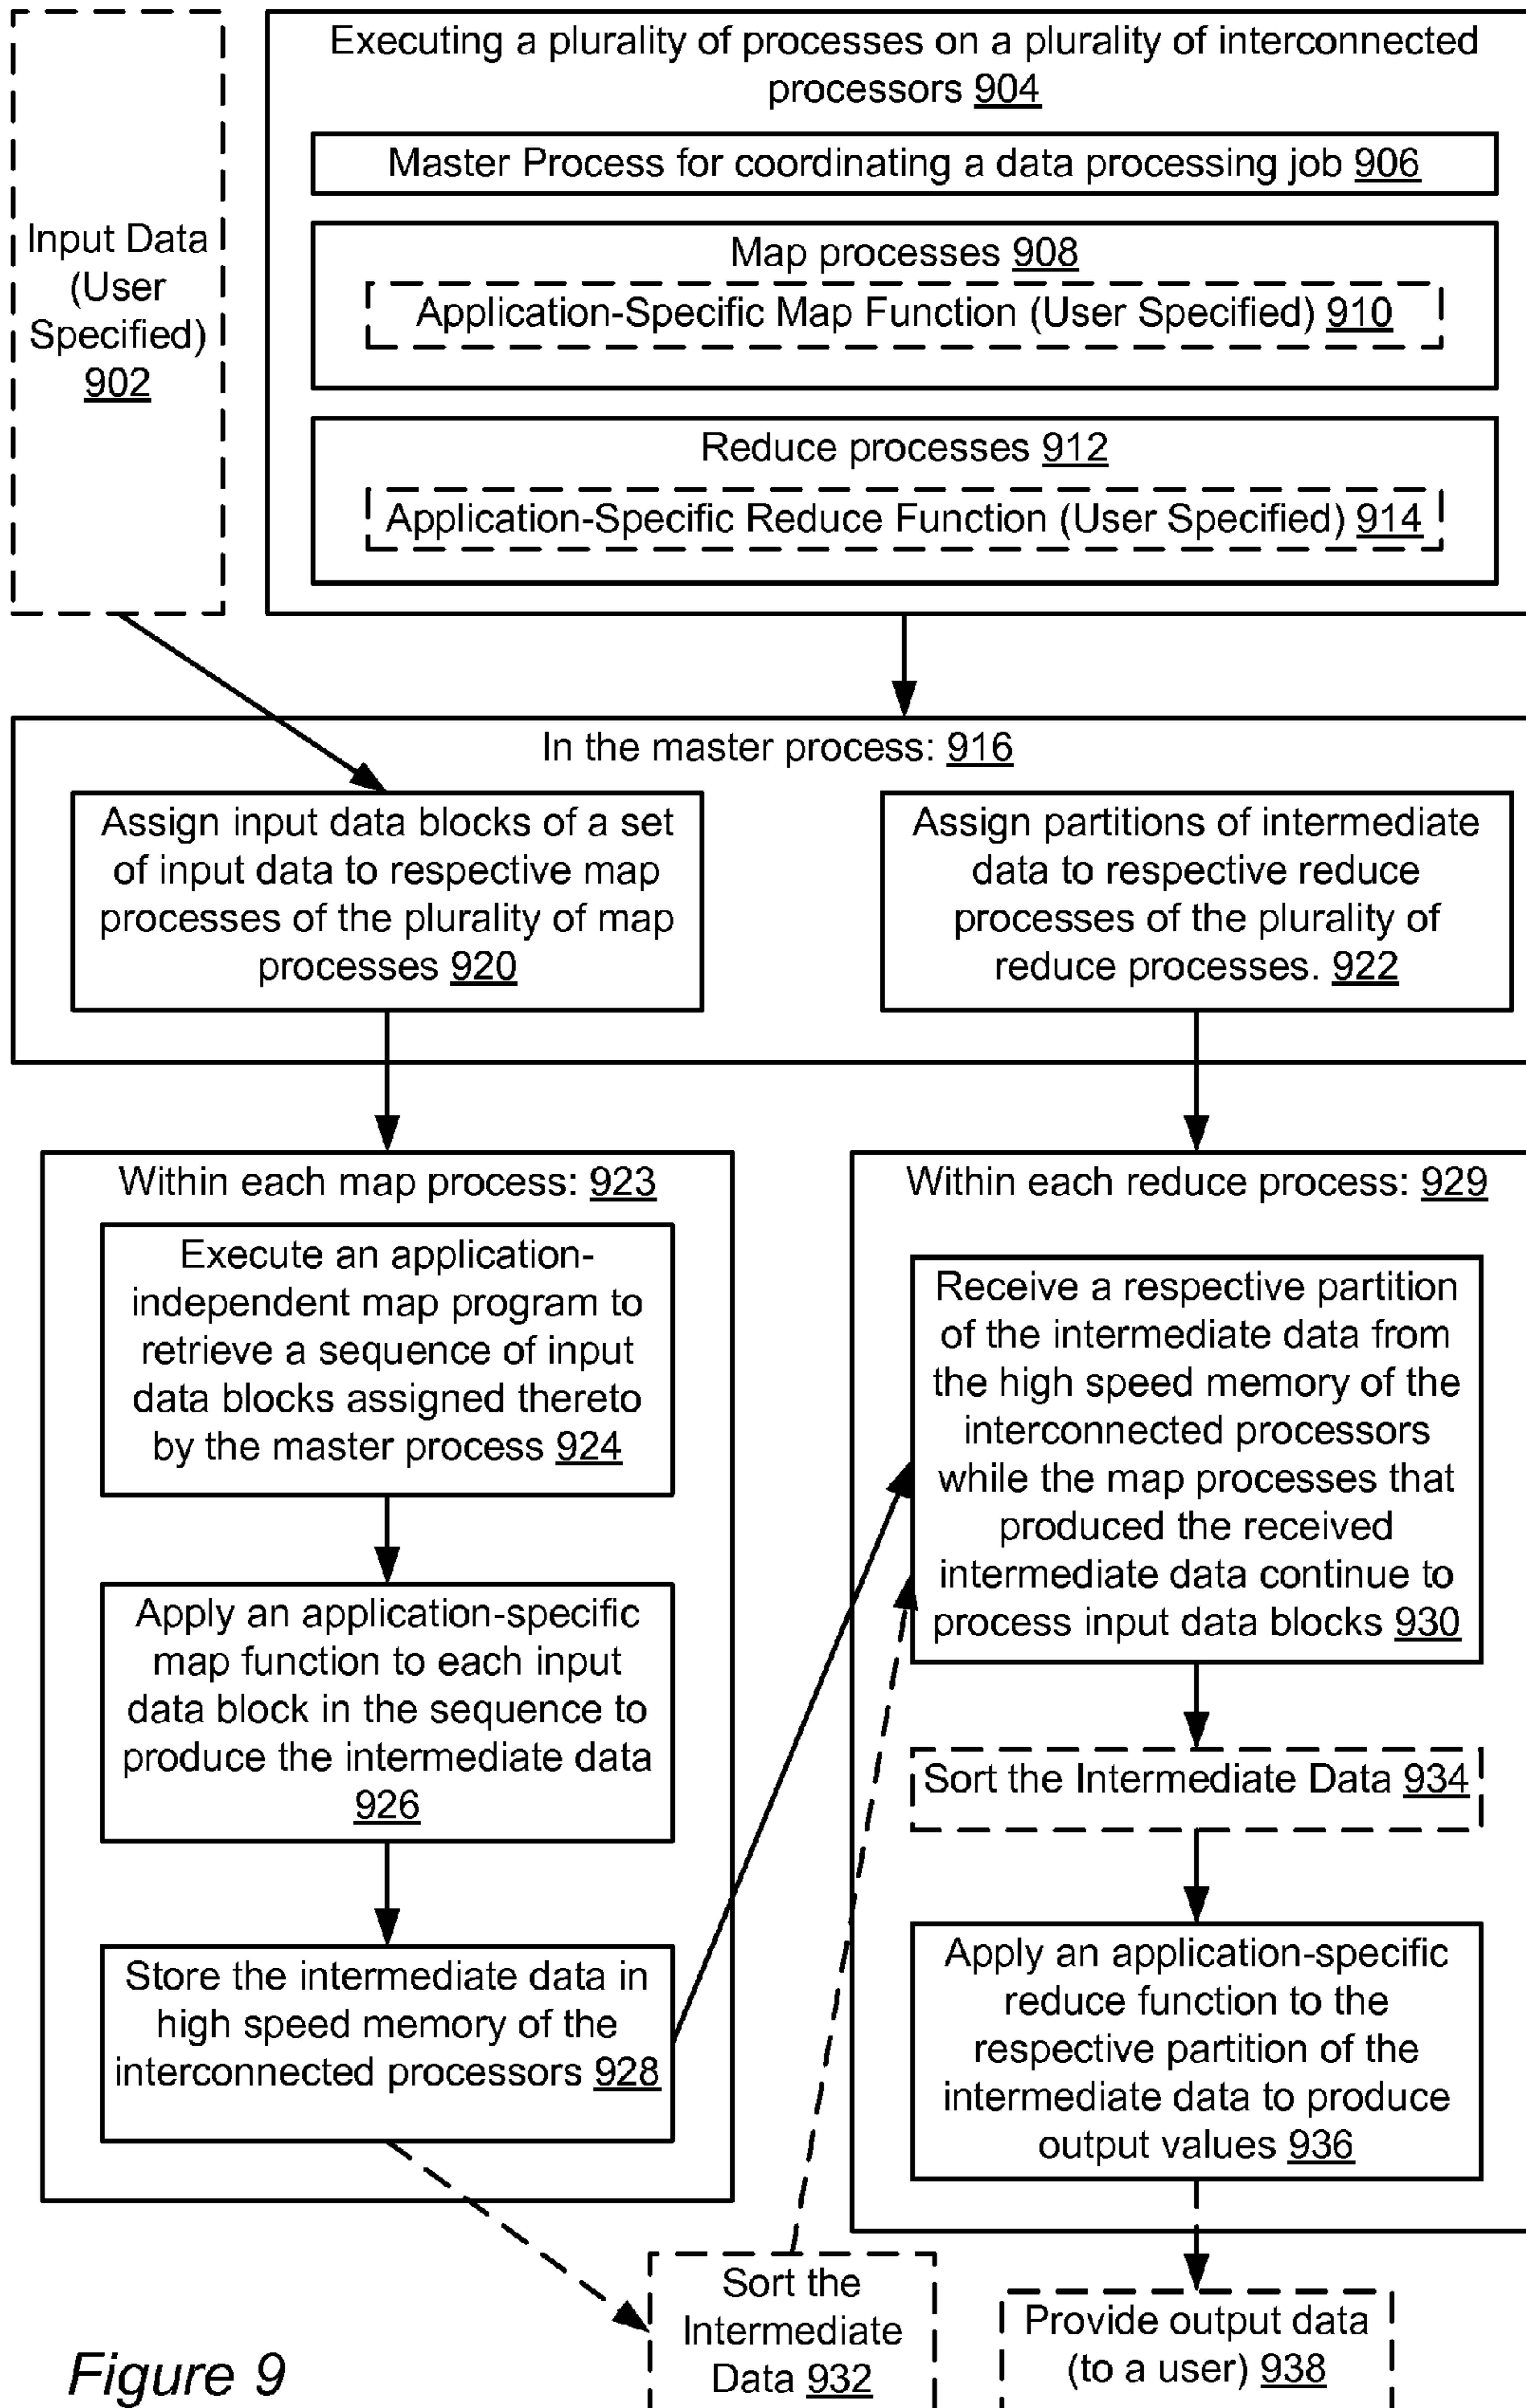 Input Data
(User
Specified)
902
Executing a plurality of processes on a plurality of interconnected
processors 904
Master Process for coordinating a data processing job 906
Map processes 908
Application-Specific Map Function (User Specified) 910
Reduce processes 912
Application-Specific Reduce Function (User Specified) 914
In the master process: 916
Assign input data blocks of a set
of input data to respective map
processes of the plurality of map
processes 920
Assign partitions of intermediate
data to respective reduce
processes of the plurality of
reduce processes. 922
Within each map process: 923
Execute an application-
independent map program to
retrieve a sequence of input
data blocks assigned thereto
by the master process 924
Apply an application-specific
map function to each input
data block in the sequence to
produce the intermediate data
926
Store the intermediate data in
high speed memory of the
interconnected processors 928
Within each reduce process: 929
Receive a respective partition
of the intermediate data from
the high speed memory of the
interconnected processors
while the map processes that
produced the received
intermediate data continue to
process input data blocks 930
Sort the Intermediate Data 934
Apply an application-specific
reduce function to the
respective partition of the
intermediate data to produce
output values 936
Sort the
Intermediate
Data 932
Provide output data
(to a user) 938
Figure 9